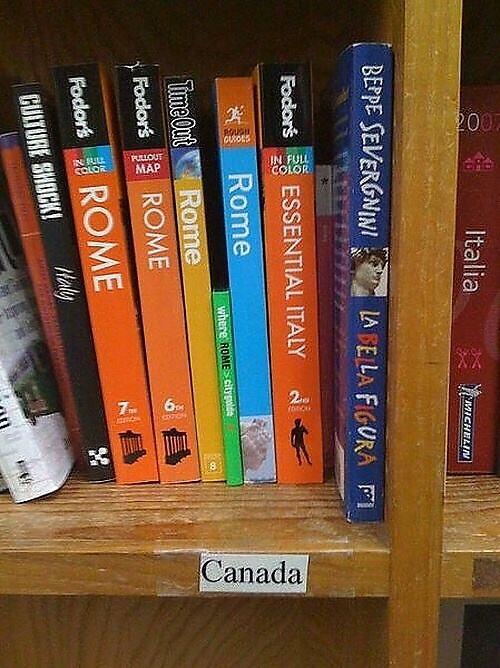 CULTURE SHOCK!
Italy
Fodor's
IN FULL
COLOR
ROME
7TH
EDITION
Fodor's
PULLOUT
MAP
ROME
6TH
EDITION
TimeOut
Rome
8
where ROME > cityguide
ROUGH
GUIDES
Rome
Fodor's
IN FULL
COLOR
ESSENTIAL ITALY
2ND
EDITION
BEPPE SEVERGNINI
LA BELLA FIGURA
Italia
MICHELIN
Canada